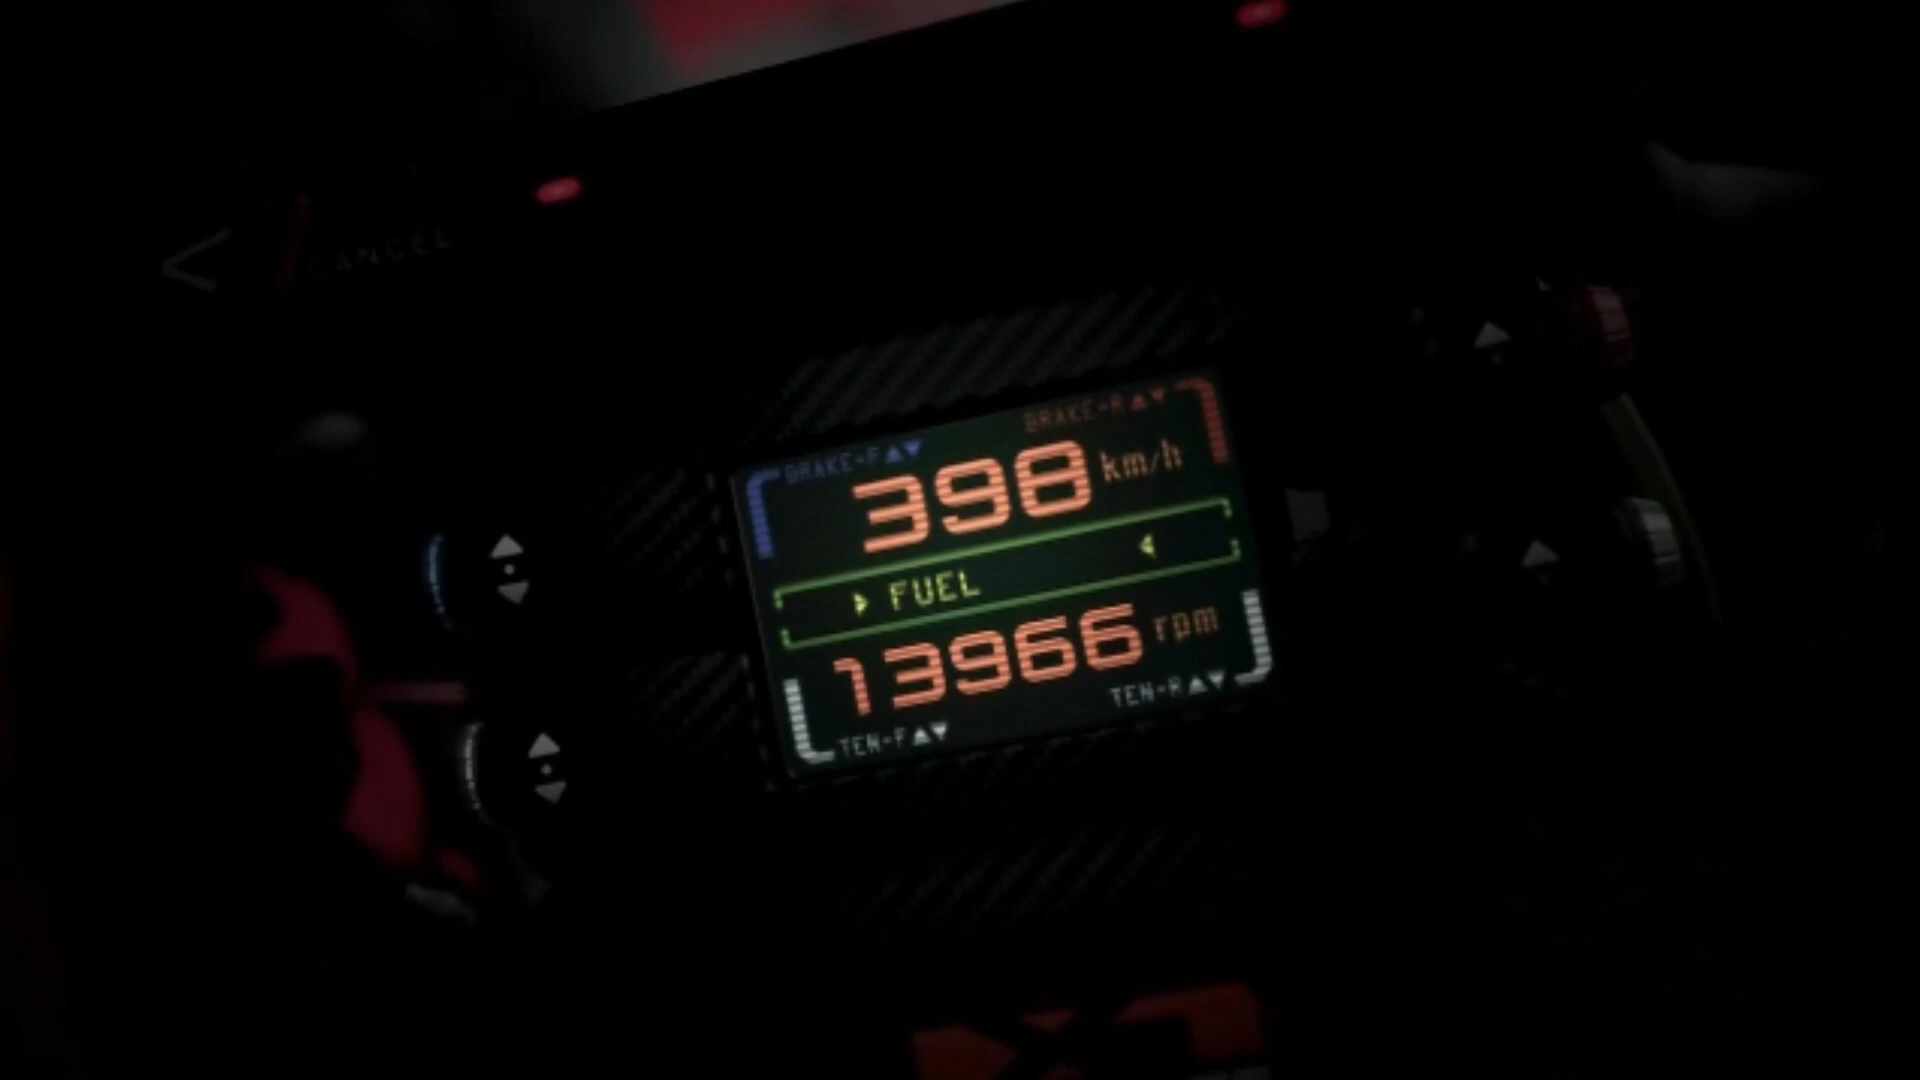 CANCEL
BRAKE-R▲▼
BRAKE-F▲▼
398 km/h
FUEL
13966 rpm
TEN-R▲▼
TEN-F▲▼